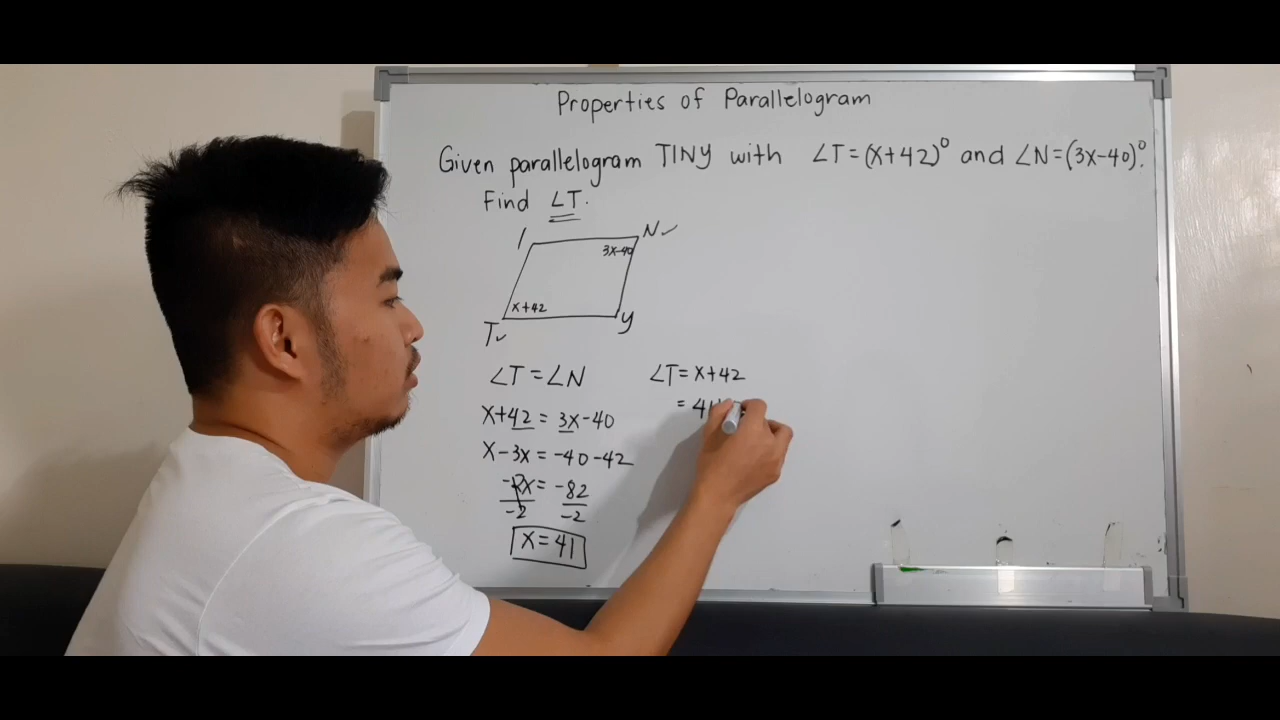 Properties of Parallelogram
Given parallelogram TINY with ∠T=(x+42)° and ∠N=(3x-40)°.
Find ∠T.
I
N✓
3x-40
x+42
T✓
y
∠T = ∠N
x+42 = 3x-40
x-3x = -40-42
-2x = -82
-2 -2
x = 41
∠T = x+42
= 41